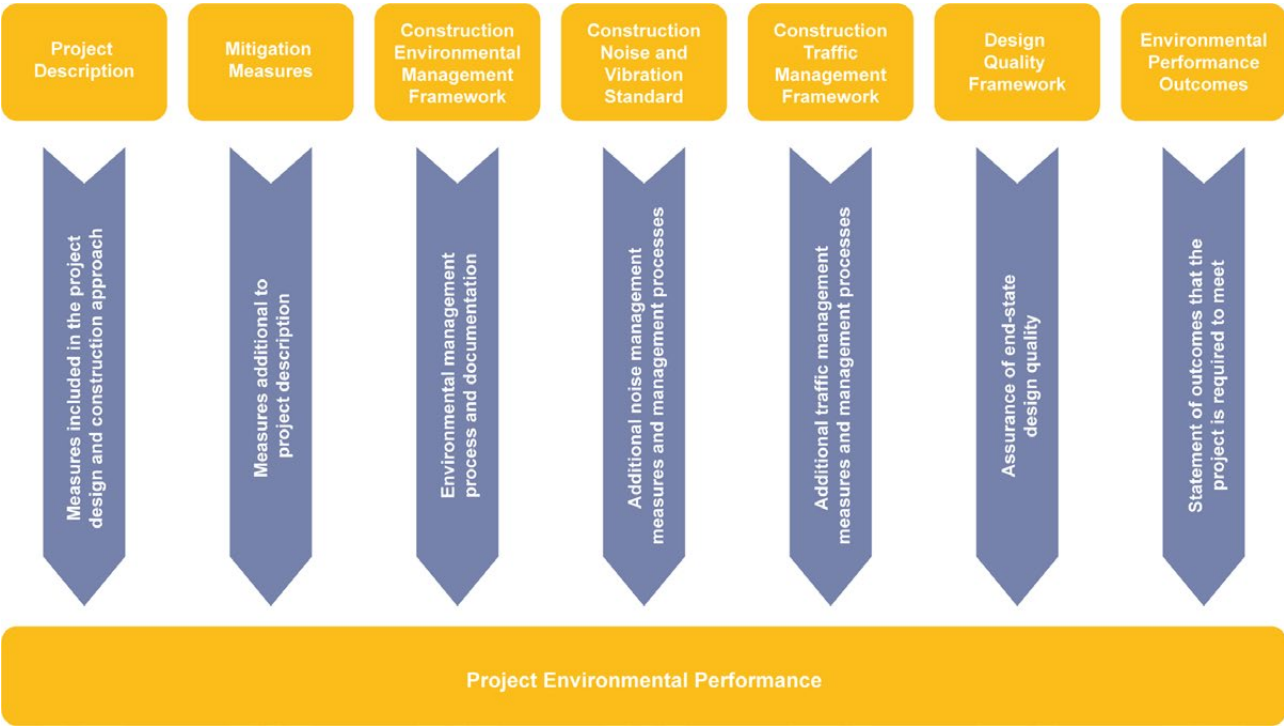 Project
Description
Mitigation
Measures
Construction
Environmental
Management
Framework
Construction
Noise and
Vibration
Standard
Construction
Traffic
Management
Framework
Design
Quality
Framework
Environmental
Performance
Outcomes
Measures included in the project
design and construction approach
Measures additional to
project description
Environmental management
process and documentation
Additional noise management
measures and management processes
Additional traffic management
measures and management processes
Assurance of end-state
design quality
Statement of outcomes that the
project is required to meet
Project Environmental Performance